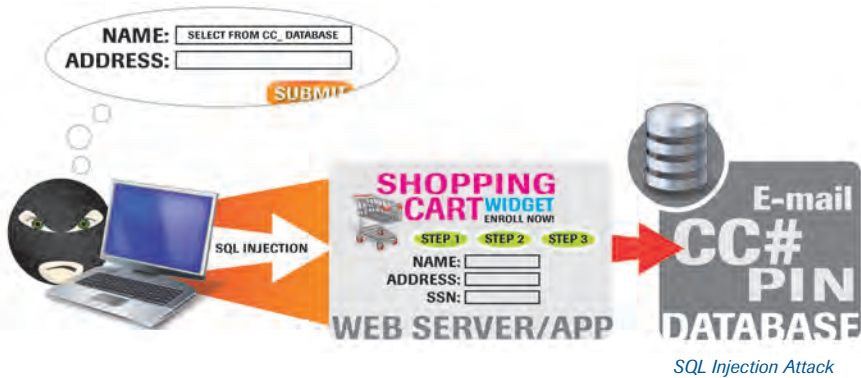 NAME: SELECT FROM CC_ DATABASE
ADDRESS:
SUBMIT
SQL INJECTION
SHOPPING
CART WIDGET
ENROLL NOW!
STEP 1 STEP 2 STEP 3
NAME:
ADDRESS:
SSN:
WEB SERVER/APP
E-mail
CC#
PIN
DATABASE
SQL Injection Attack